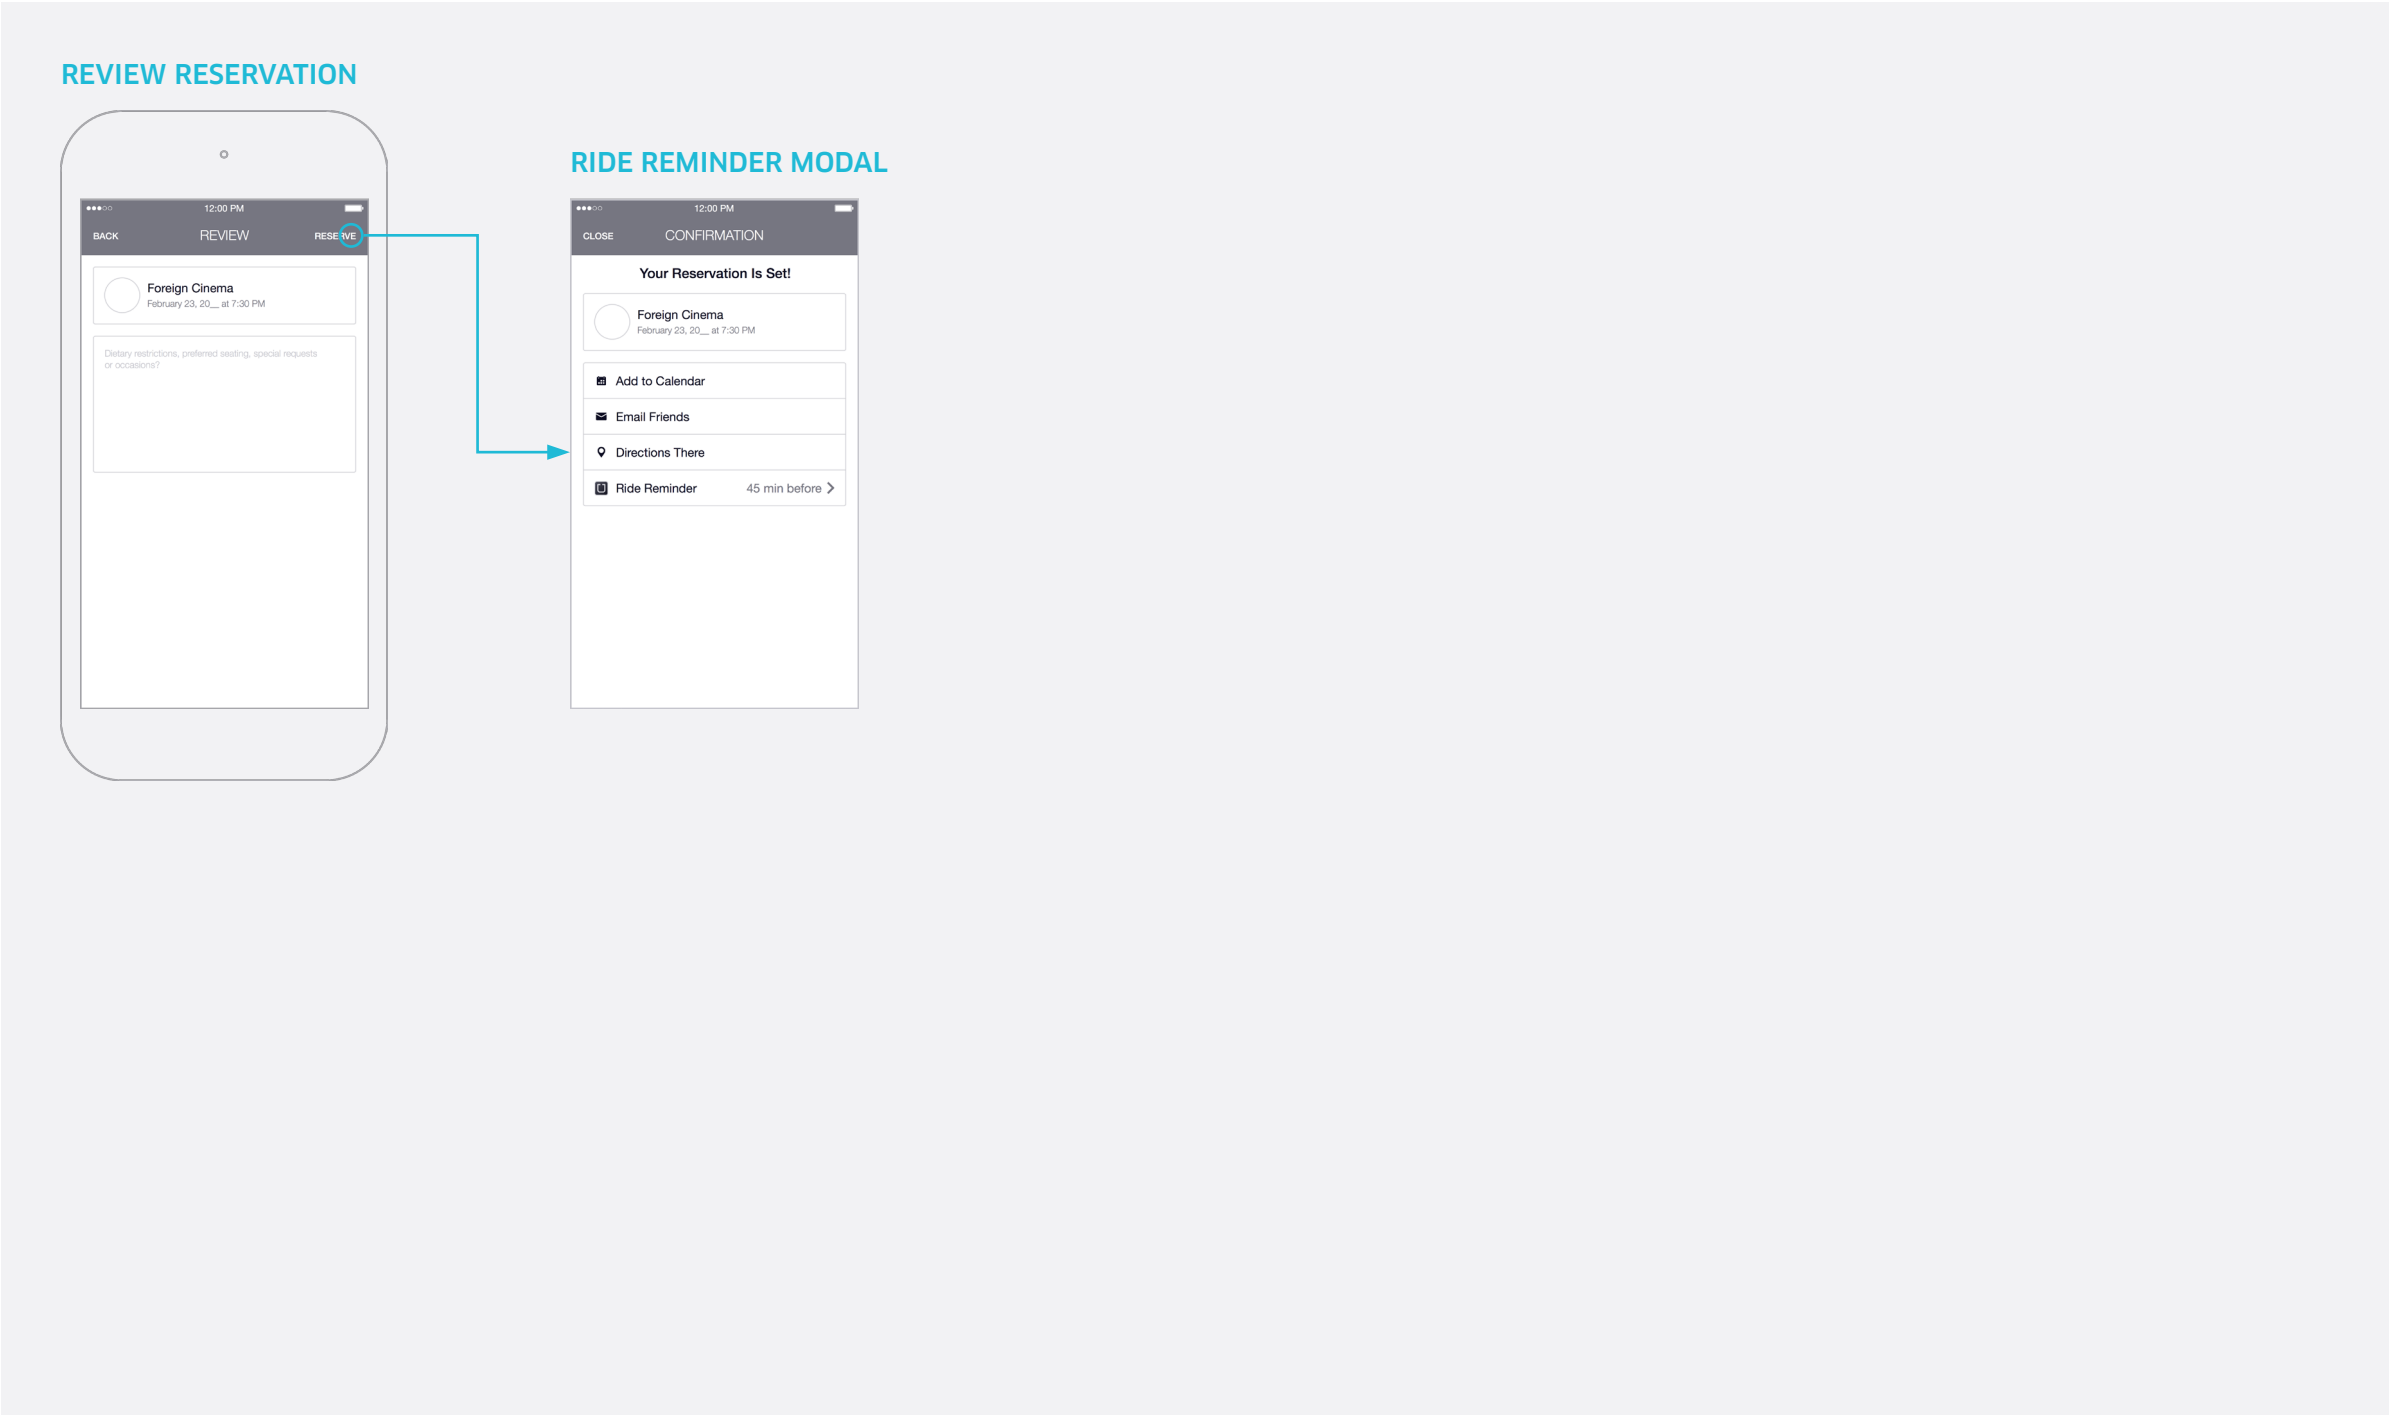 REVIEW RESERVATION
12:00 PM
BACK
REVIEW
RESERVE
Foreign Cinema
February 23, 20__ at 7:30 PM
Dietary restrictions, preferred seating, special requests
or occasions?
RIDE REMINDER MODAL
12:00 PM
CLOSE
CONFIRMATION
Your Reservation Is Set!
Foreign Cinema
February 23, 20__ at 7:30 PM
Add to Calendar
Email Friends
Directions There
Ride Reminder 45 min before